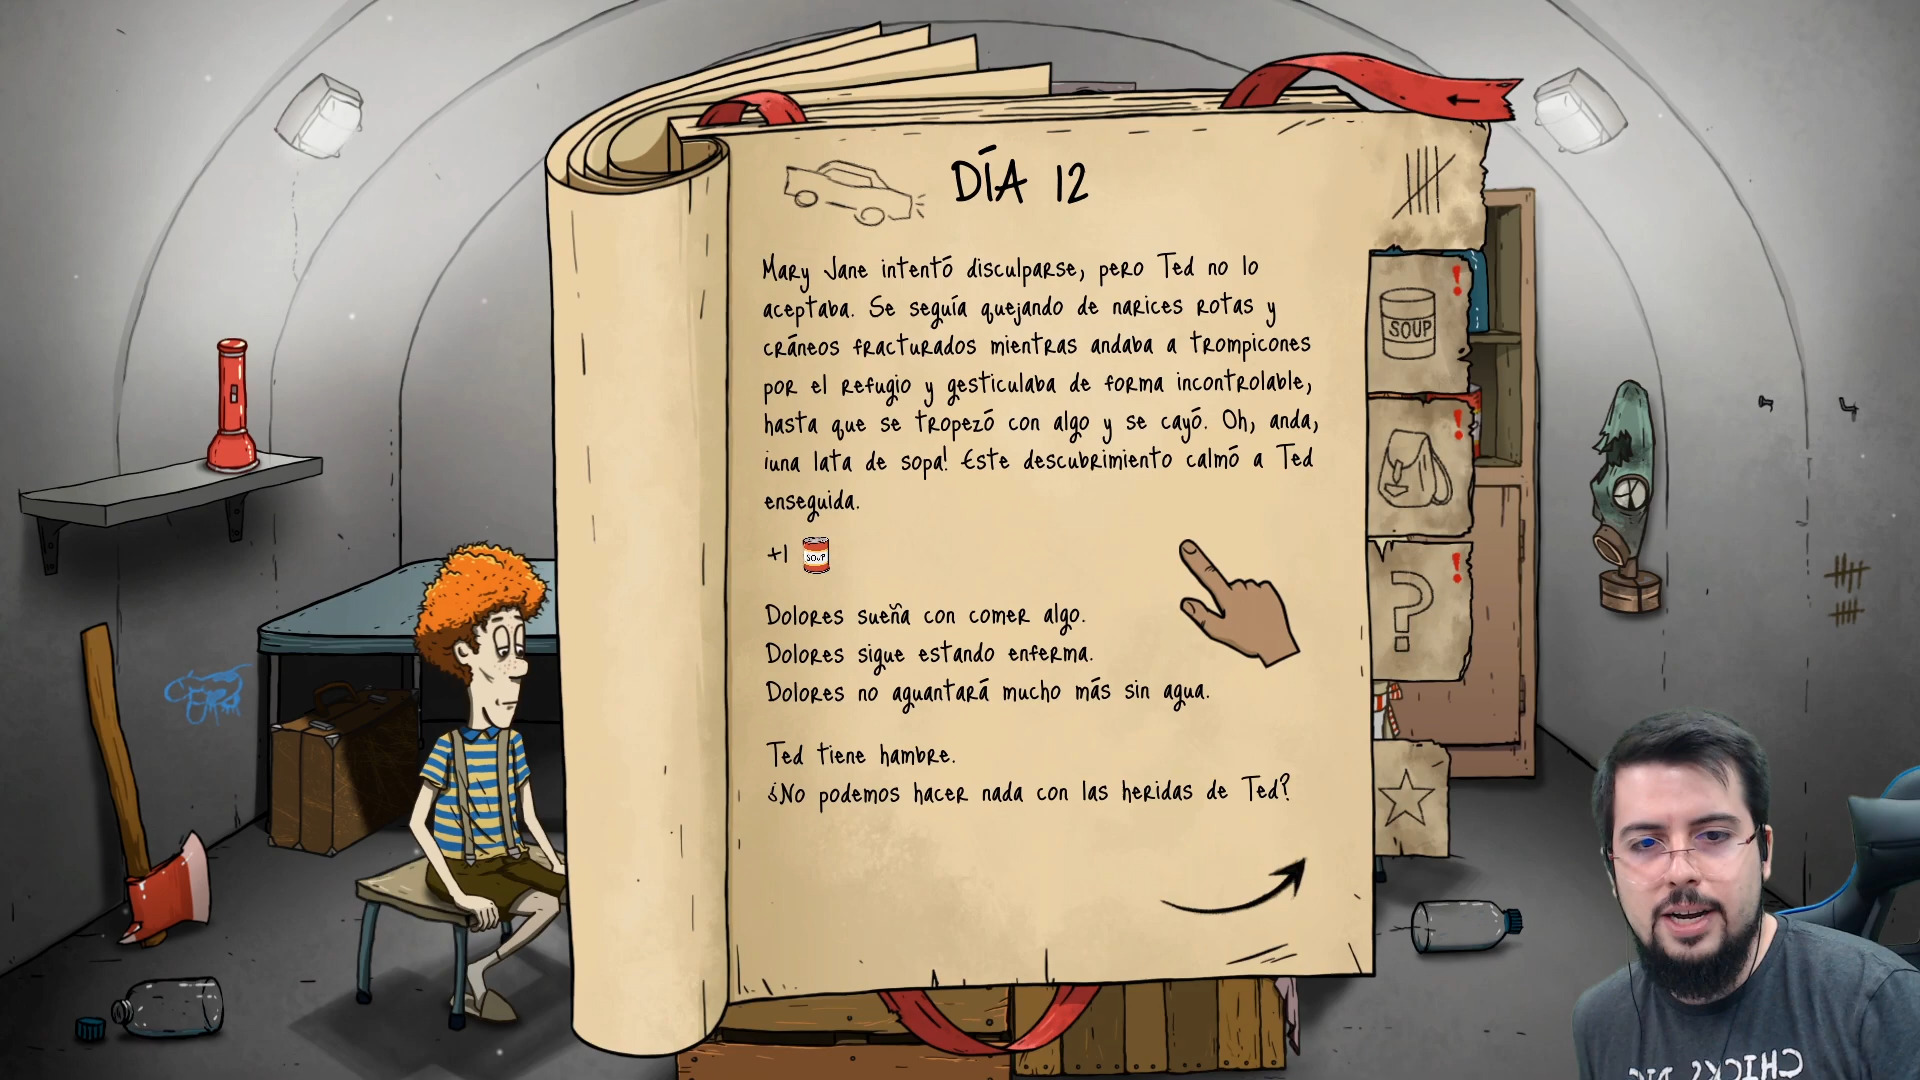 DÍA 12
Mary Jane intentó disculparse, pero Ted no lo
aceptaba. Se seguía quejando de narices rotas y
cráneos fracturados mientras andaba a trompicones
por el refugio y gesticulaba de forma incontrolable,
hasta que se tropezó con algo y se cayó. Oh, anda,
¡una lata de sopa! Este descubrimiento calmó a Ted
enseguida.
+1 SOUP
Dolores sueña con comer algo.
Dolores sigue estando enferma.
Dolores no aguantará mucho más sin agua.
Ted tiene hambre.
¿No podemos hacer nada con las heridas de Ted?
SOUP
!
!
?
!
CHICKS DIG